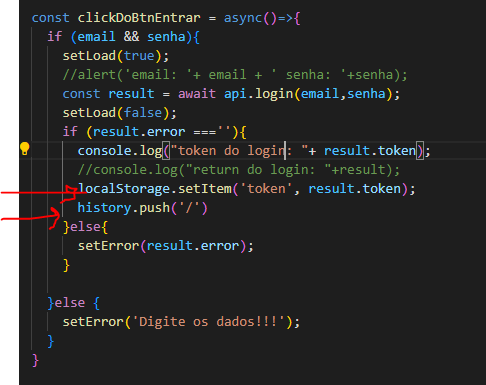 const clickDoBtnEntrar = async()=>{
if (email && senha){
setLoad(true);
//alert('email: '+ email + ' senha: '+senha);
const result = await api.login(email,senha);
setLoad(false);
if (result.error ===''){
console.log("token do login: "+ result.token);
//console.log("return do login: "+result);
localStorage.setItem('token', result.token);
history.push('/')
}else{
setError(result.error);
}
}else {
setError('Digite os dados!!!');
}
}